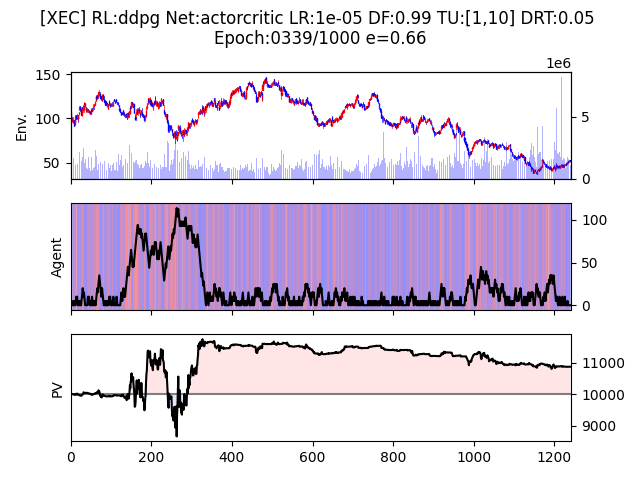 [XEC] RL:ddpg Net:actorcritic LR:1e-05 DF:0.99 TU:[1,10] DRT:0.05
Epoch:0339/1000 e=0.66
1e6
150
100
50
Env.
5
0
Agent
100
50
0
PV
11000
10000
9000
0 200 400 600 800 1000 1200